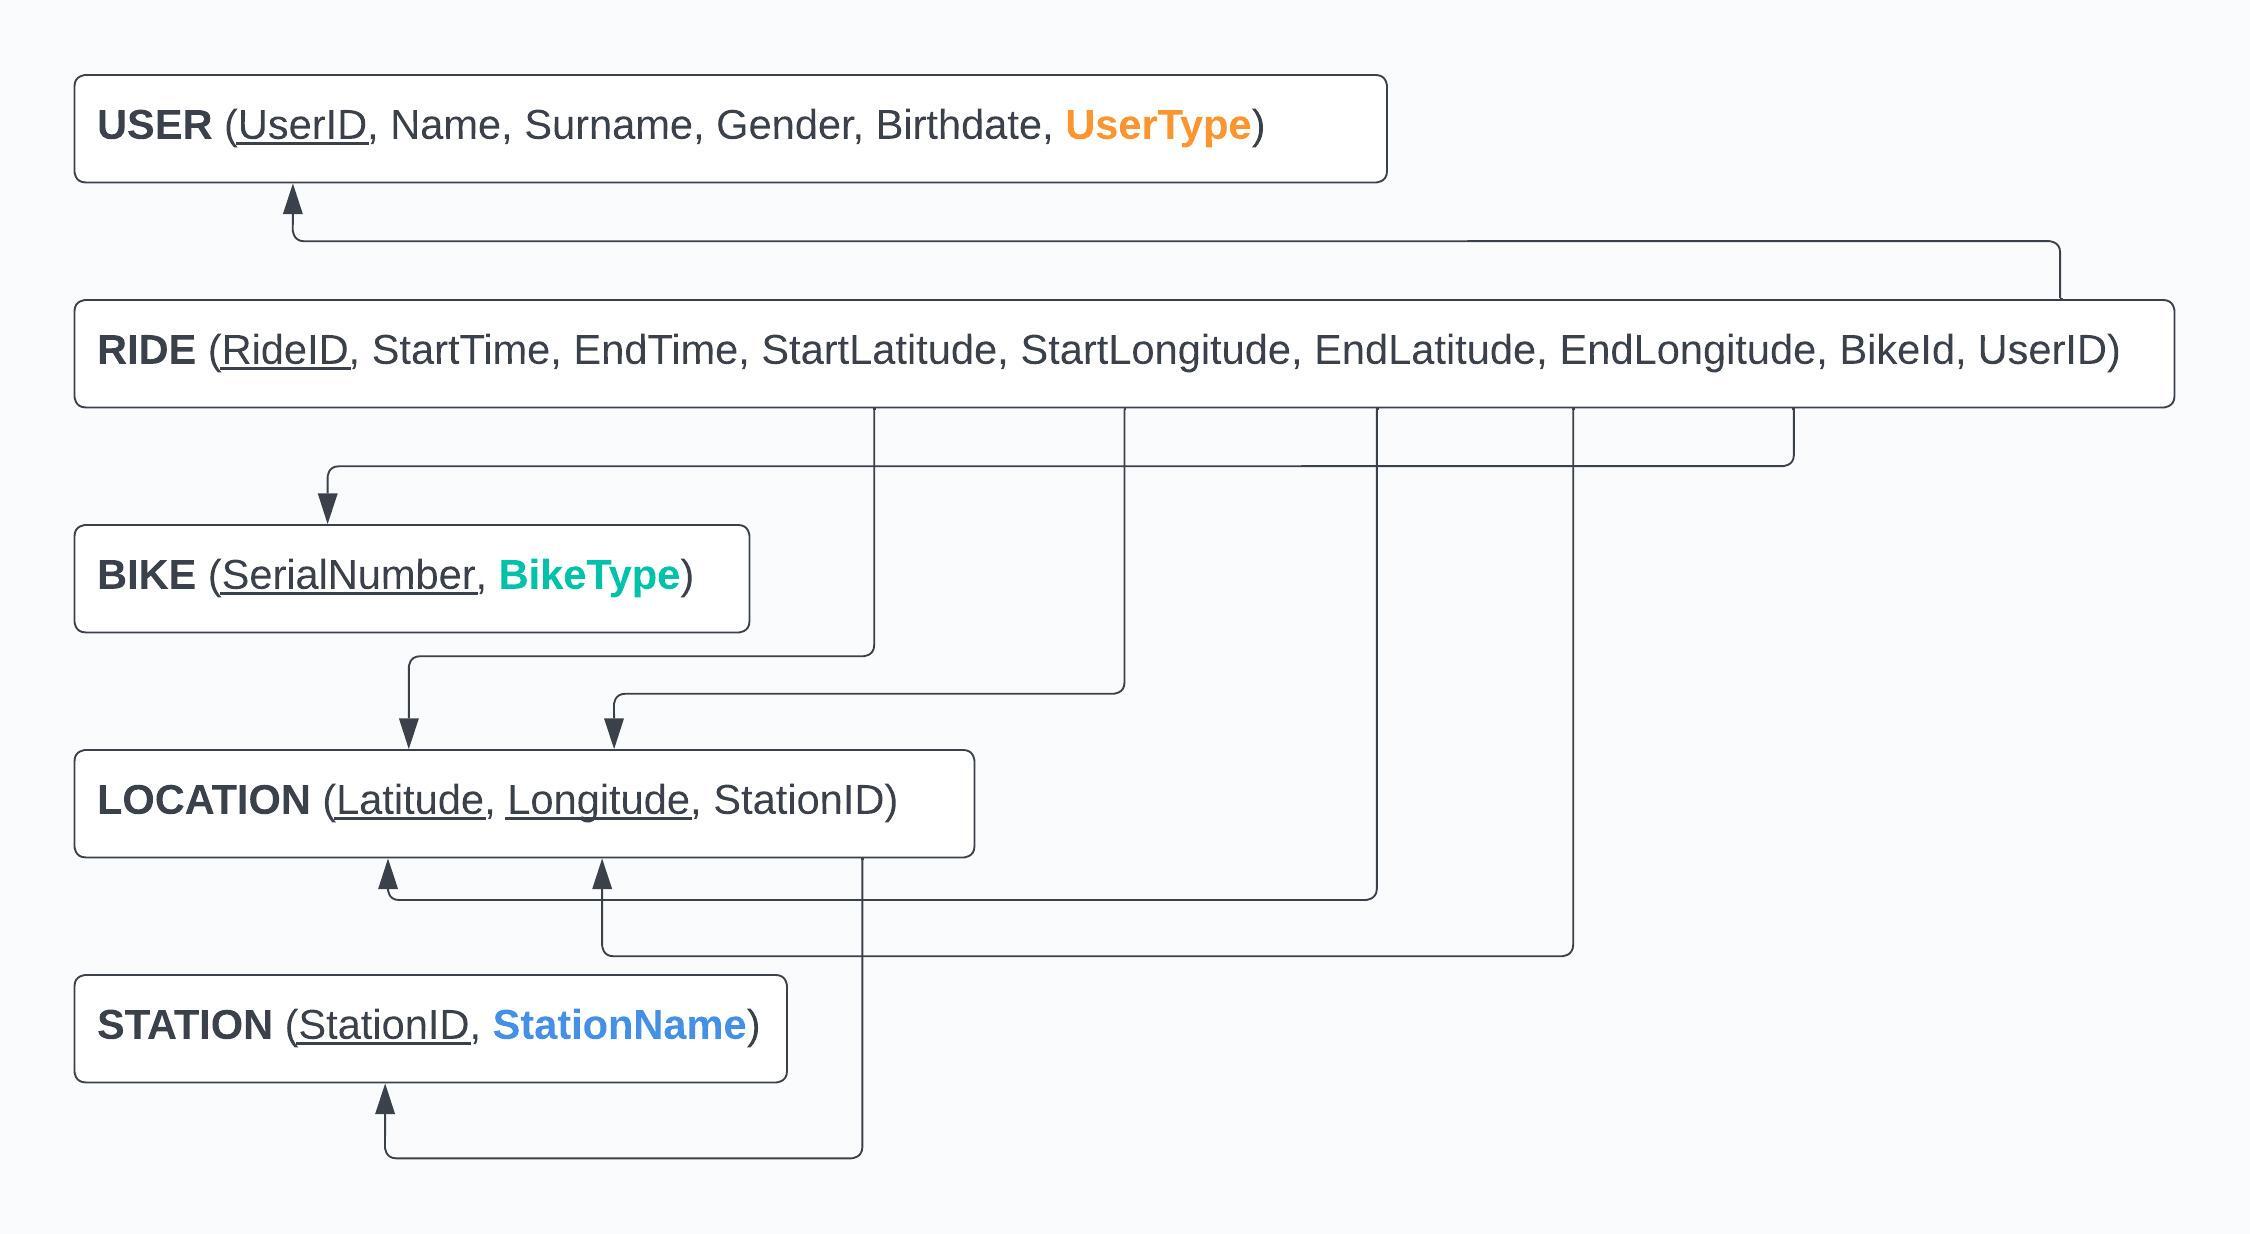 USER (UserID, Name, Surname, Gender, Birthdate, UserType)
RIDE (RideID, StartTime, EndTime, StartLatitude, StartLongitude, EndLatitude, EndLongitude, BikeId, UserID)
BIKE (SerialNumber, BikeType)
LOCATION (Latitude, Longitude, StationID)
STATION (StationID, StationName)